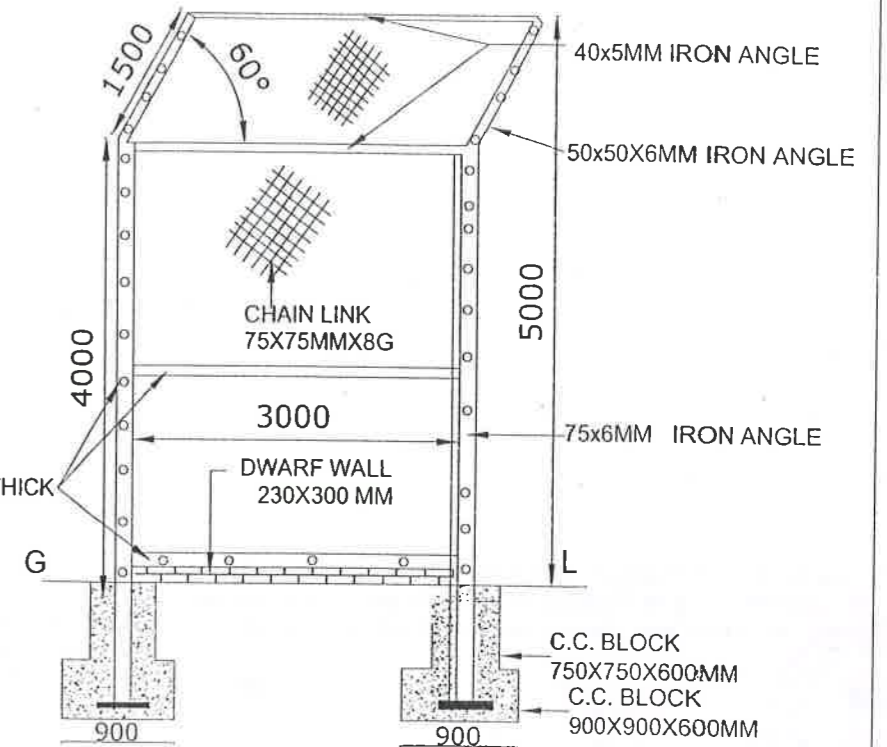 1500
60°
40x5MM IRON ANGLE
50x50X6MM IRON ANGLE
CHAIN LINK
75X75MMX8G
4000
5000
3000
75x6MM IRON ANGLE
DWARF WALL
230X300 MM
HICK
G
L
C.C. BLOCK
750X750X600MM
C.C. BLOCK
900X900X600MM
900
900